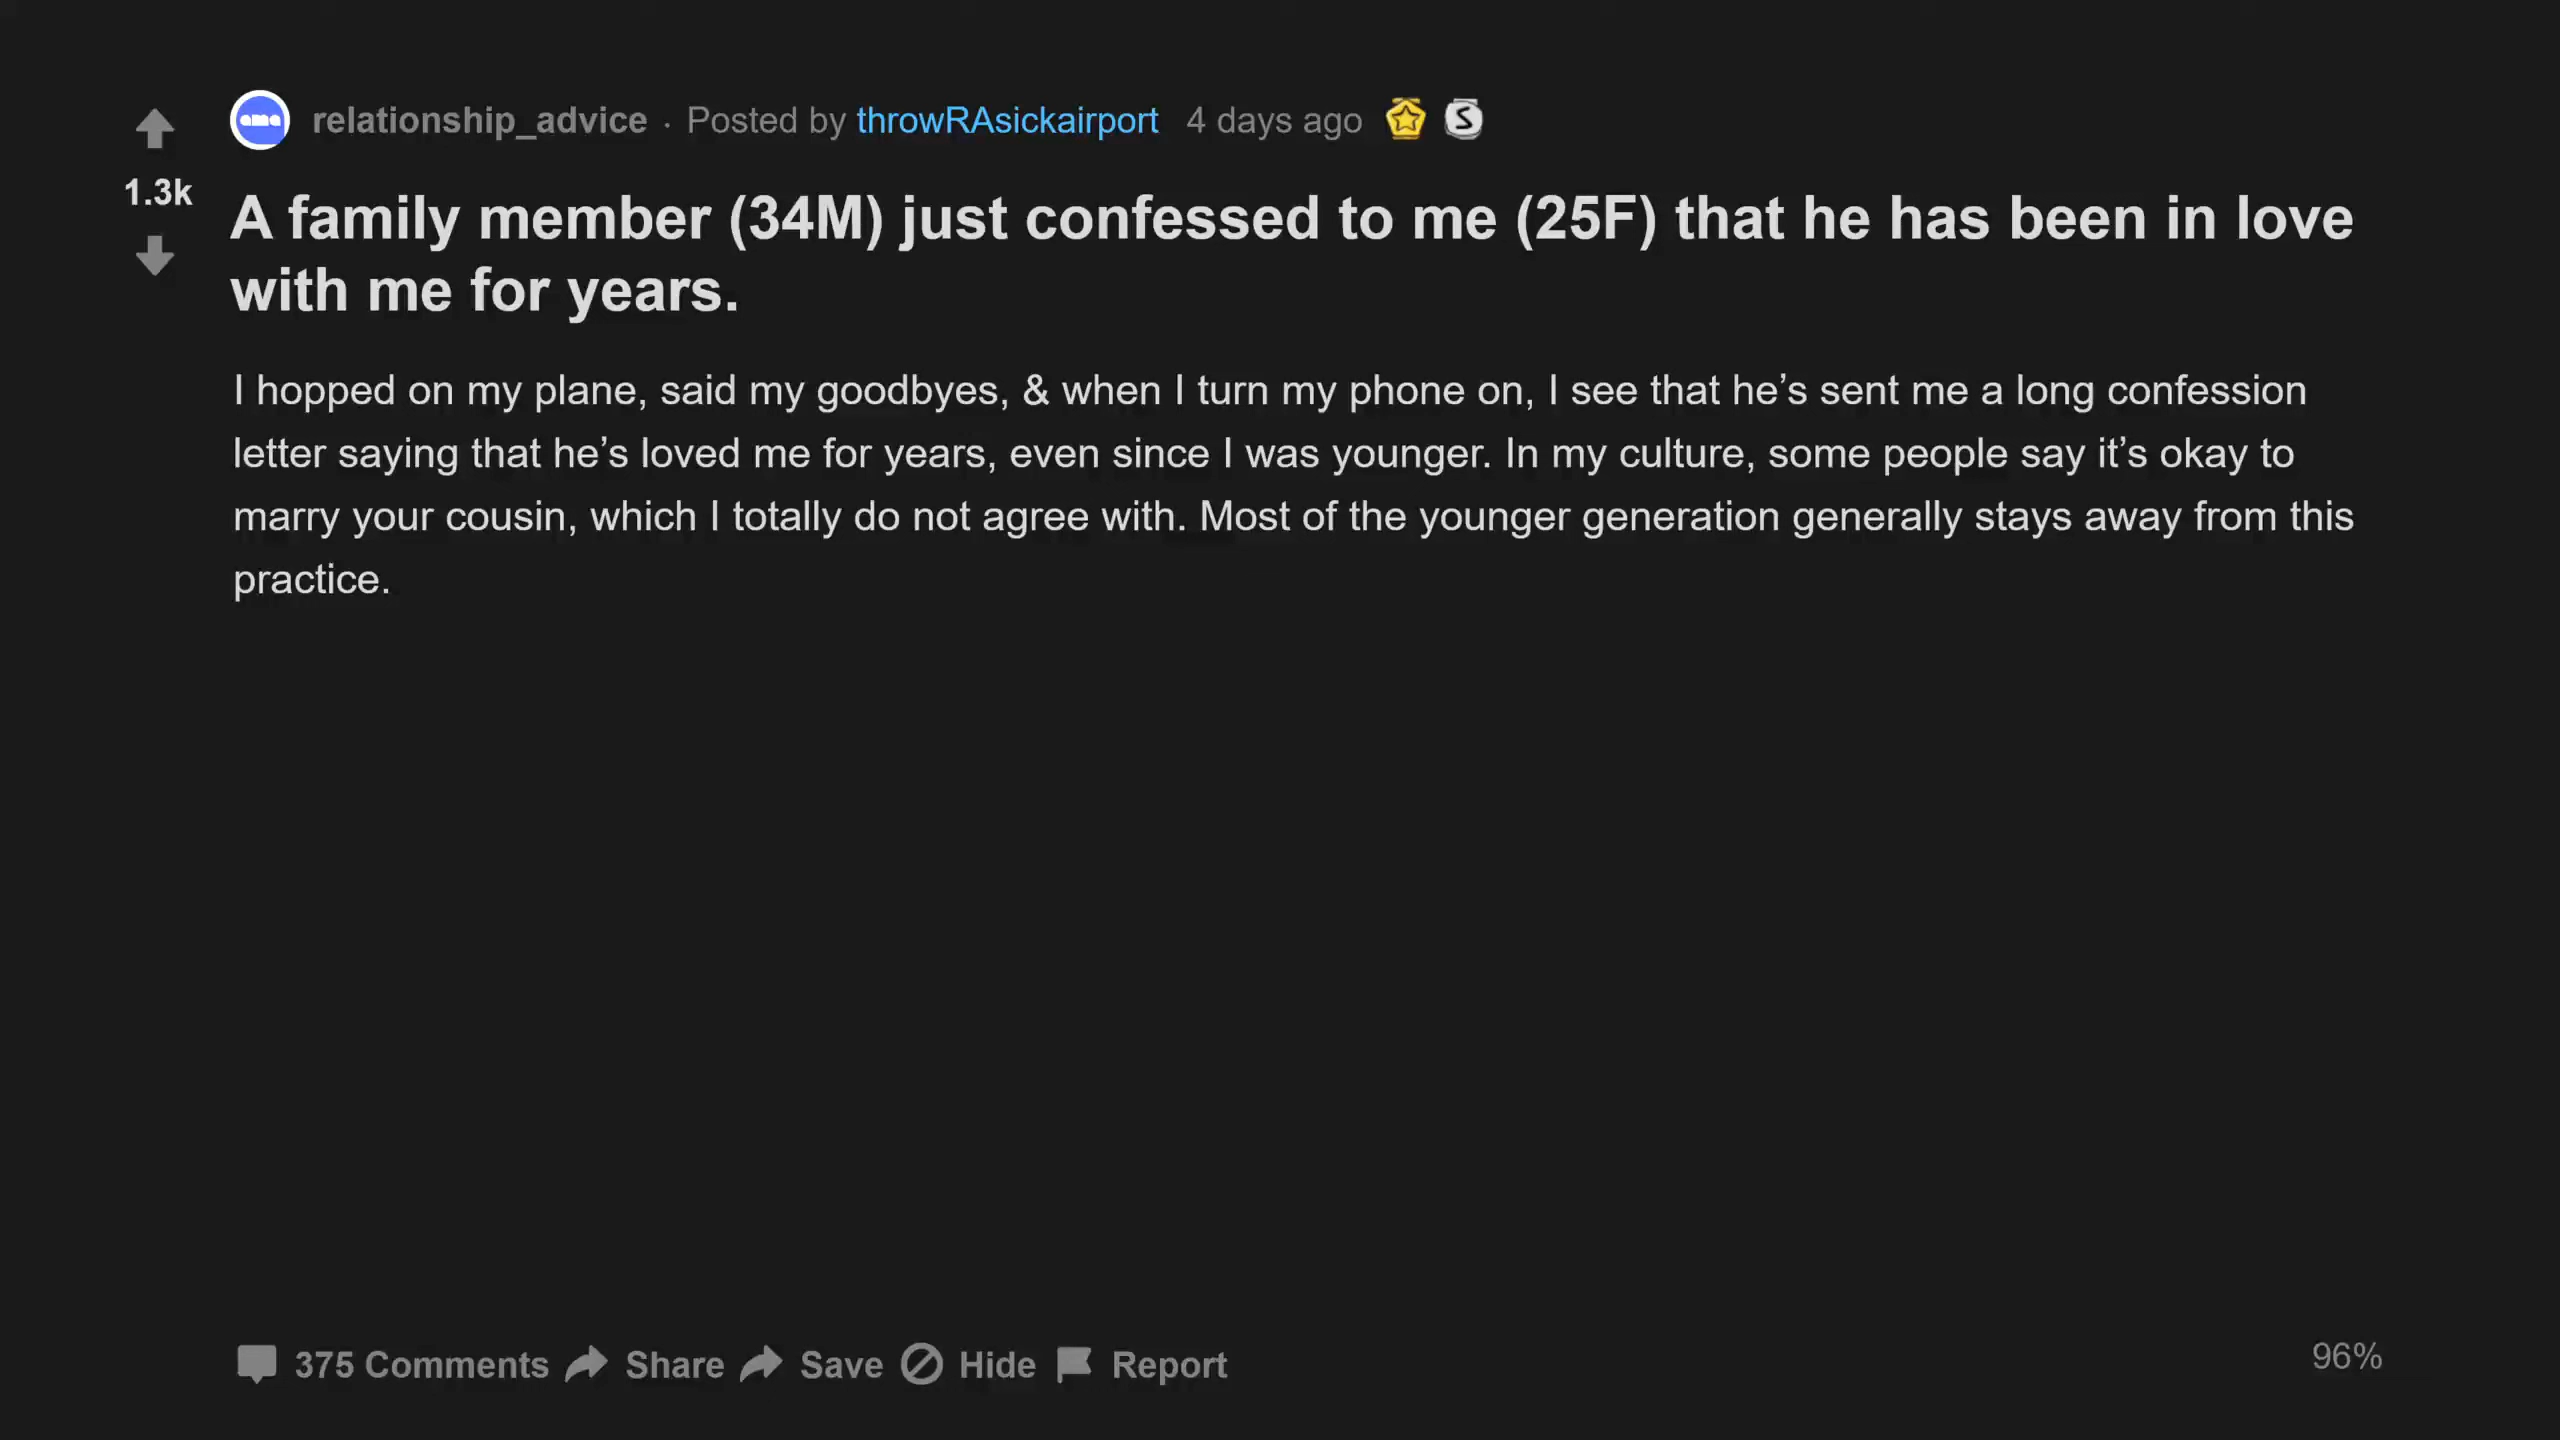 relationship_advice · Posted by throwRAsickairport 4 days ago
1.3k
A family member (34M) just confessed to me (25F) that he has been in love
with me for years.
I hopped on my plane, said my goodbyes, & when I turn my phone on, I see that he’s sent me a long confession
letter saying that he’s loved me for years, even since I was younger. In my culture, some people say it’s okay to
marry your cousin, which I totally do not agree with. Most of the younger generation generally stays away from this
practice.
375 Comments Share Save Hide Report
96%